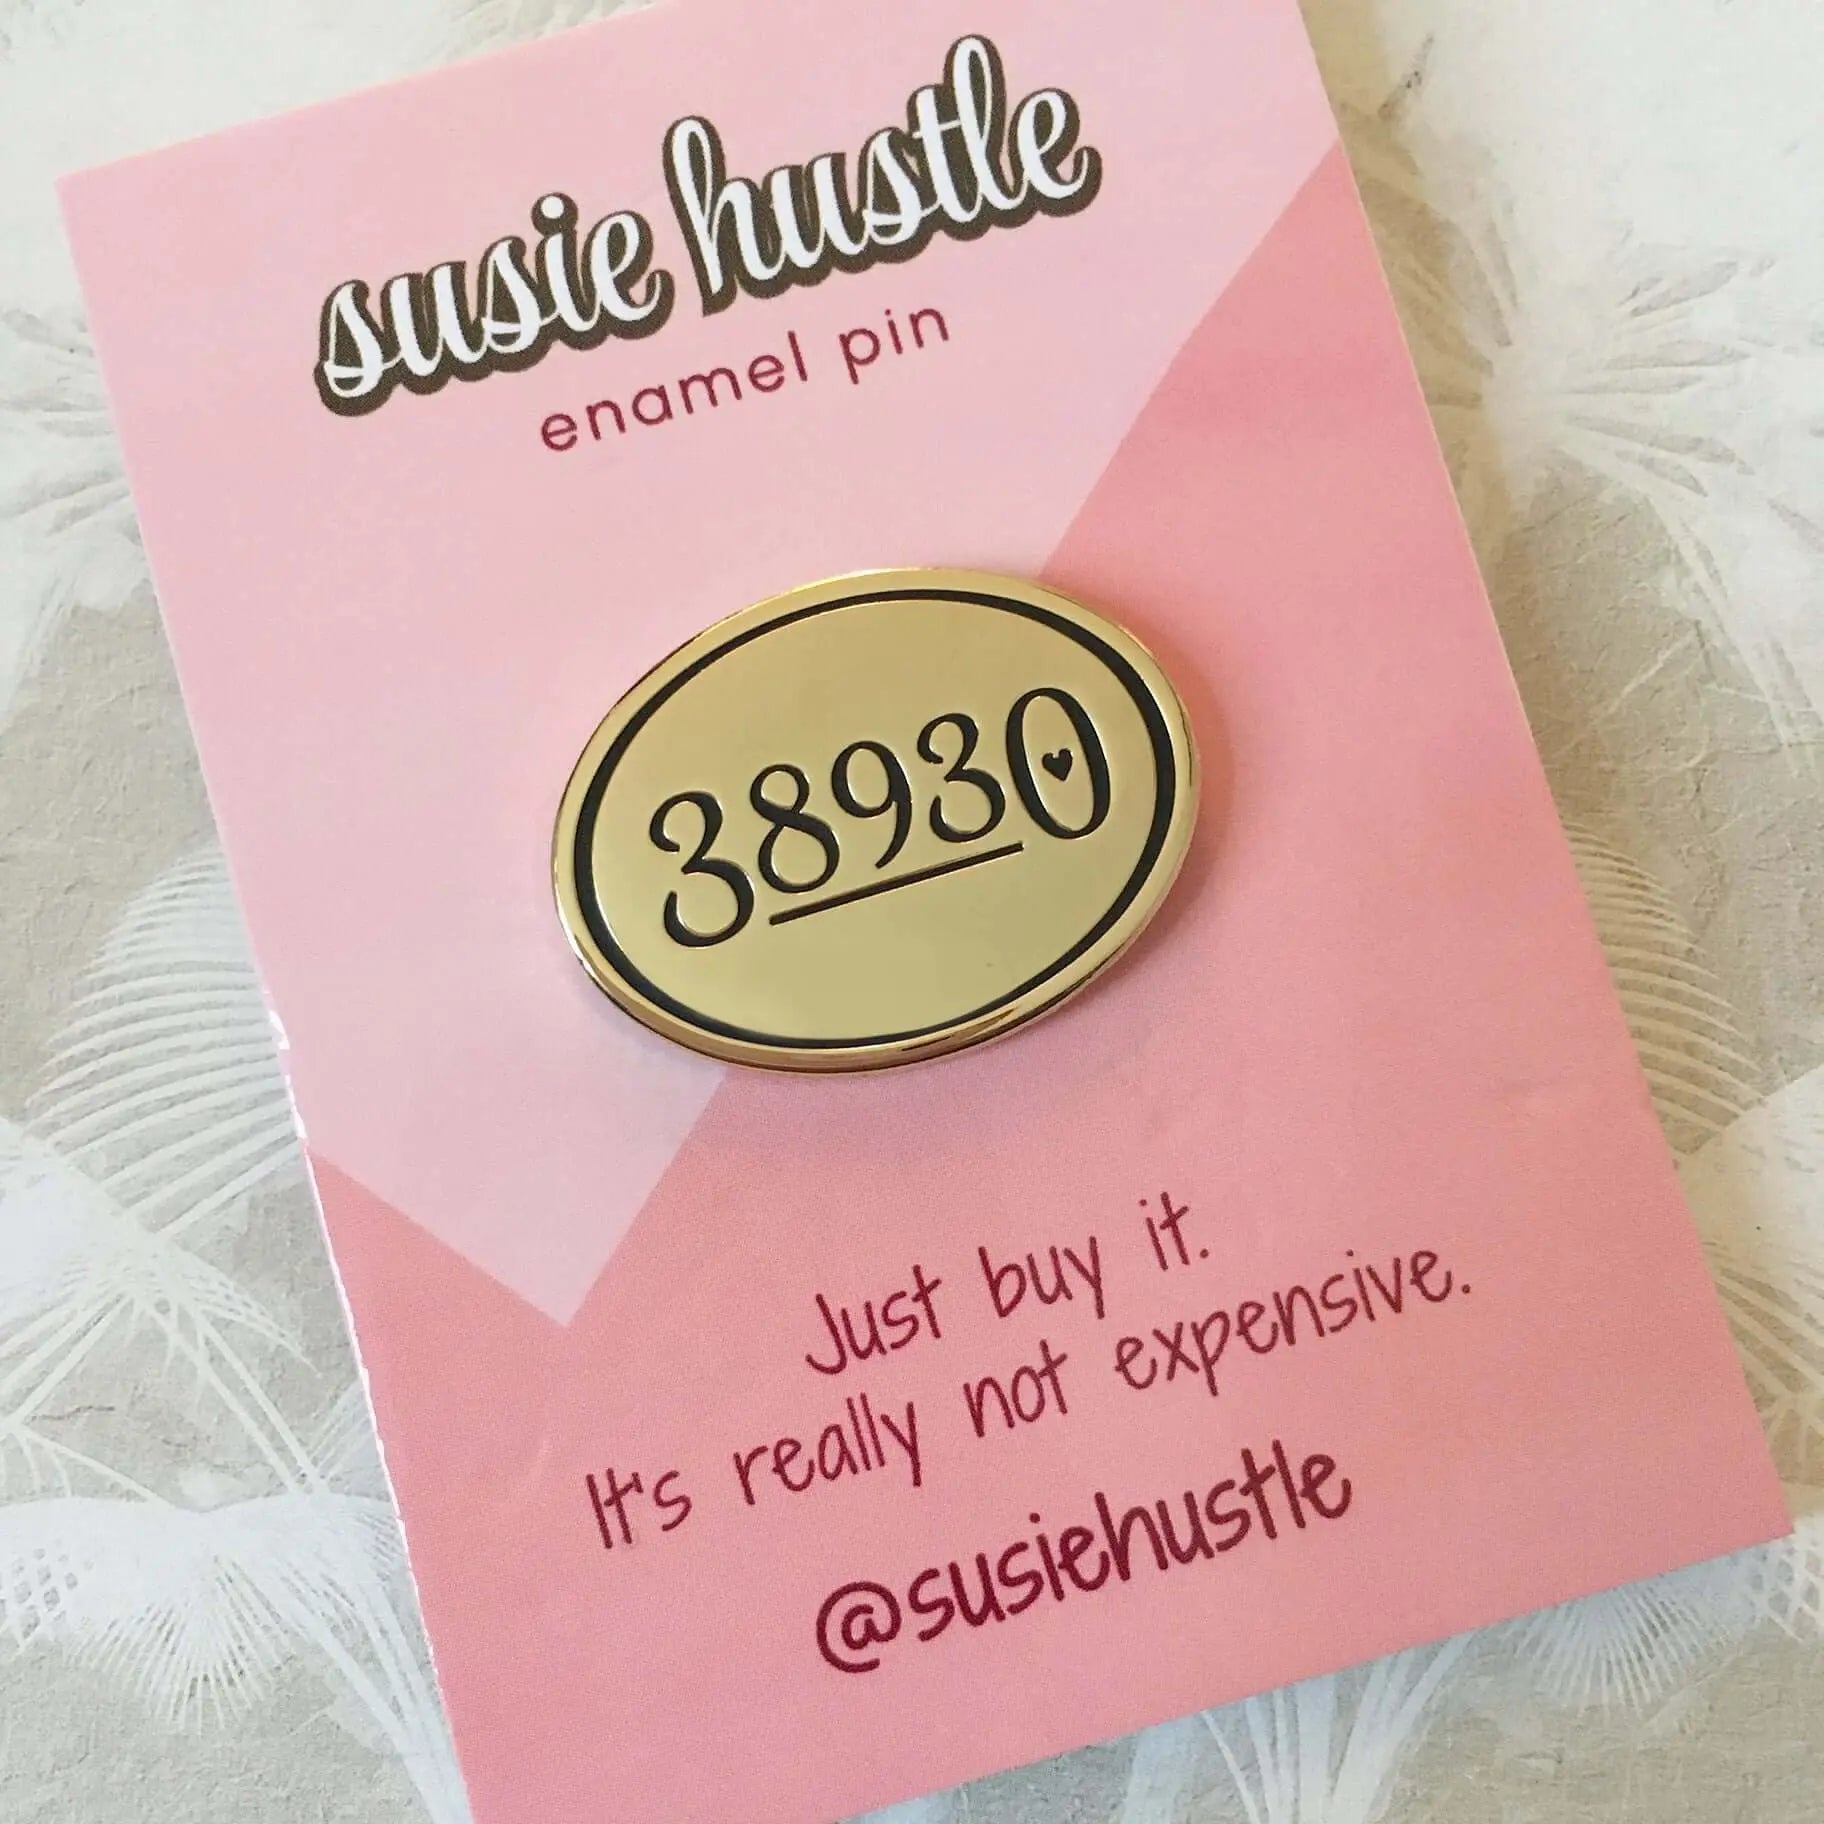 susie hustle
enamel pin
38930
Just buy it.
It's really not expensive.
@susiehustle